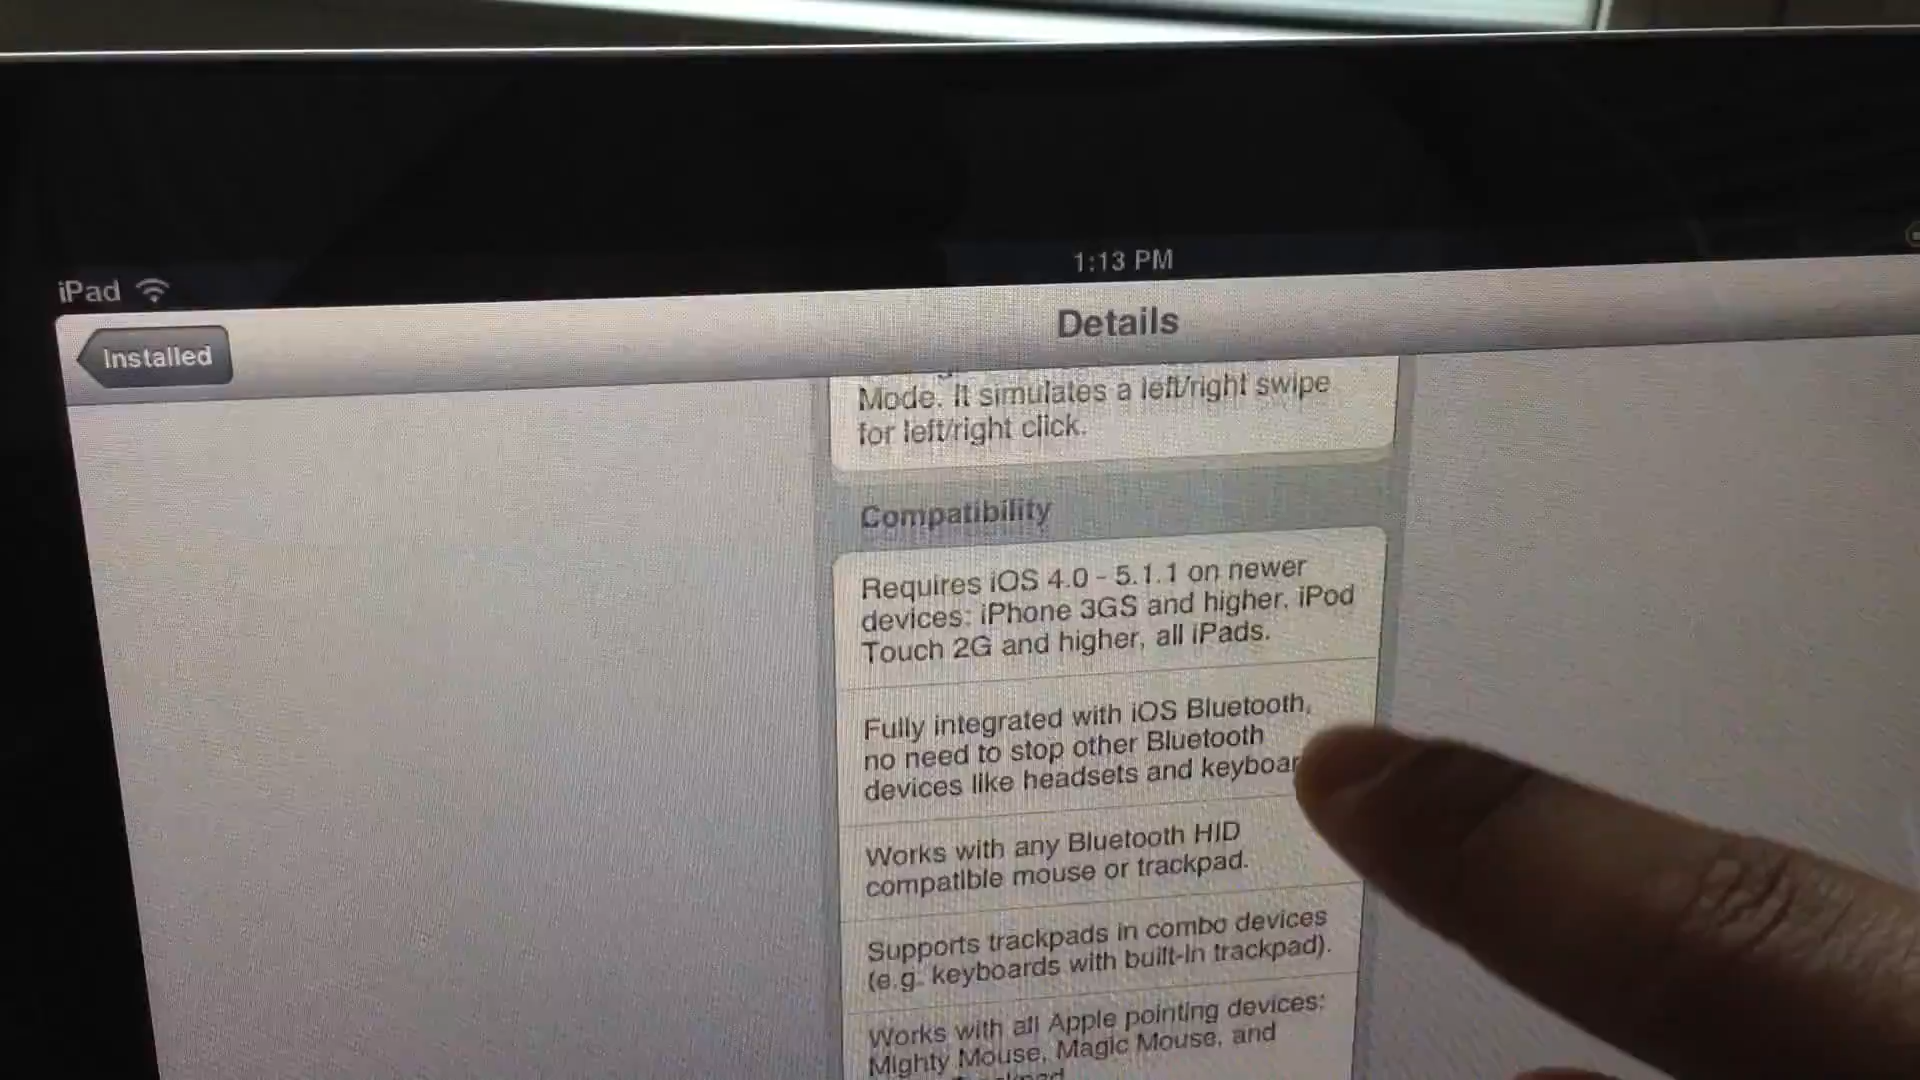 iPad
1:13 PM
Installed
Details
Mode. It simulates a left/right swipe
for left/right click.
Compatibility
Requires iOS 4.0 - 5.1.1 on newer
devices: iPhone 3GS and higher, iPod
Touch 2G and higher, all iPads.
Fully integrated with iOS Bluetooth,
no need to stop other Bluetooth
devices like headsets and keyboar
Works with any Bluetooth HID
compatible mouse or trackpad.
Supports trackpads in combo devices
(e.g. keyboards with built-in trackpad).
Works with all Apple pointing devices:
Mighty Mouse, Magic Mouse, and